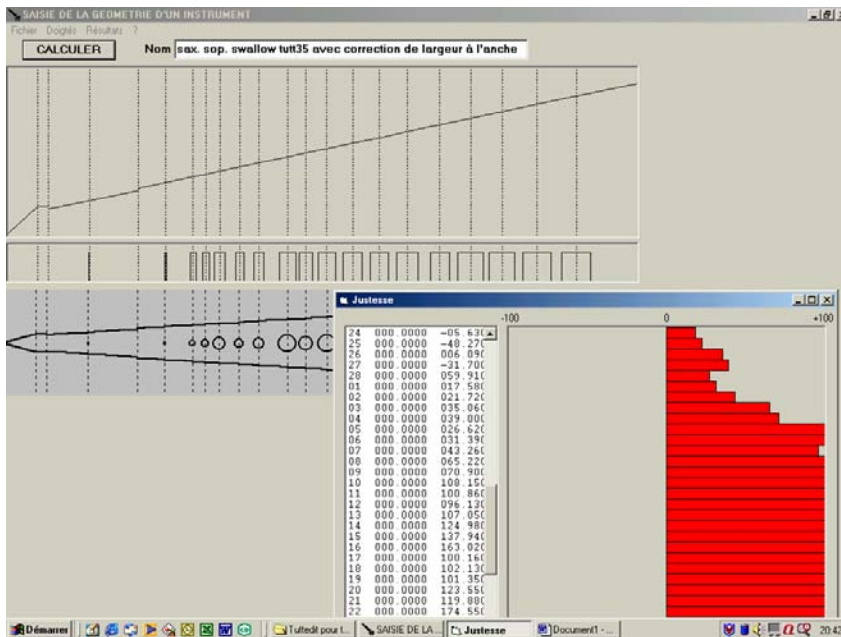 SAISIE DE LA GEOMETRIE D'UN INSTRUMENT
Fichier Doigtés Résultats ?
CALCULER Nom sax. sop. swallow tutt35 avec correction de largeur à l'anche
Justesse
-100 0 +100
24 000.0000 -05.630
25 000.0000 -48.270
26 000.0000 006.090
27 000.0000 -31.700
28 000.0000 059.910
01 000.0000 017.580
02 000.0000 021.720
03 000.0000 035.060
04 000.0000 039.000
05 000.0000 026.620
06 000.0000 031.390
07 000.0000 043.260
08 000.0000 065.220
09 000.0000 070.900
10 000.0000 108.150
11 000.0000 100.860
12 000.0000 096.130
13 000.0000 107.050
14 000.0000 124.980
15 000.0000 137.940
16 000.0000 163.020
17 000.0000 100.160
18 000.0000 102.130
19 000.0000 101.350
20 000.0000 123.550
21 000.0000 119.880
22 000.0000 174.550
Démarrer Tuttedit pour t... SAISIE DE LA ... Justesse Document1 - ... 20:42